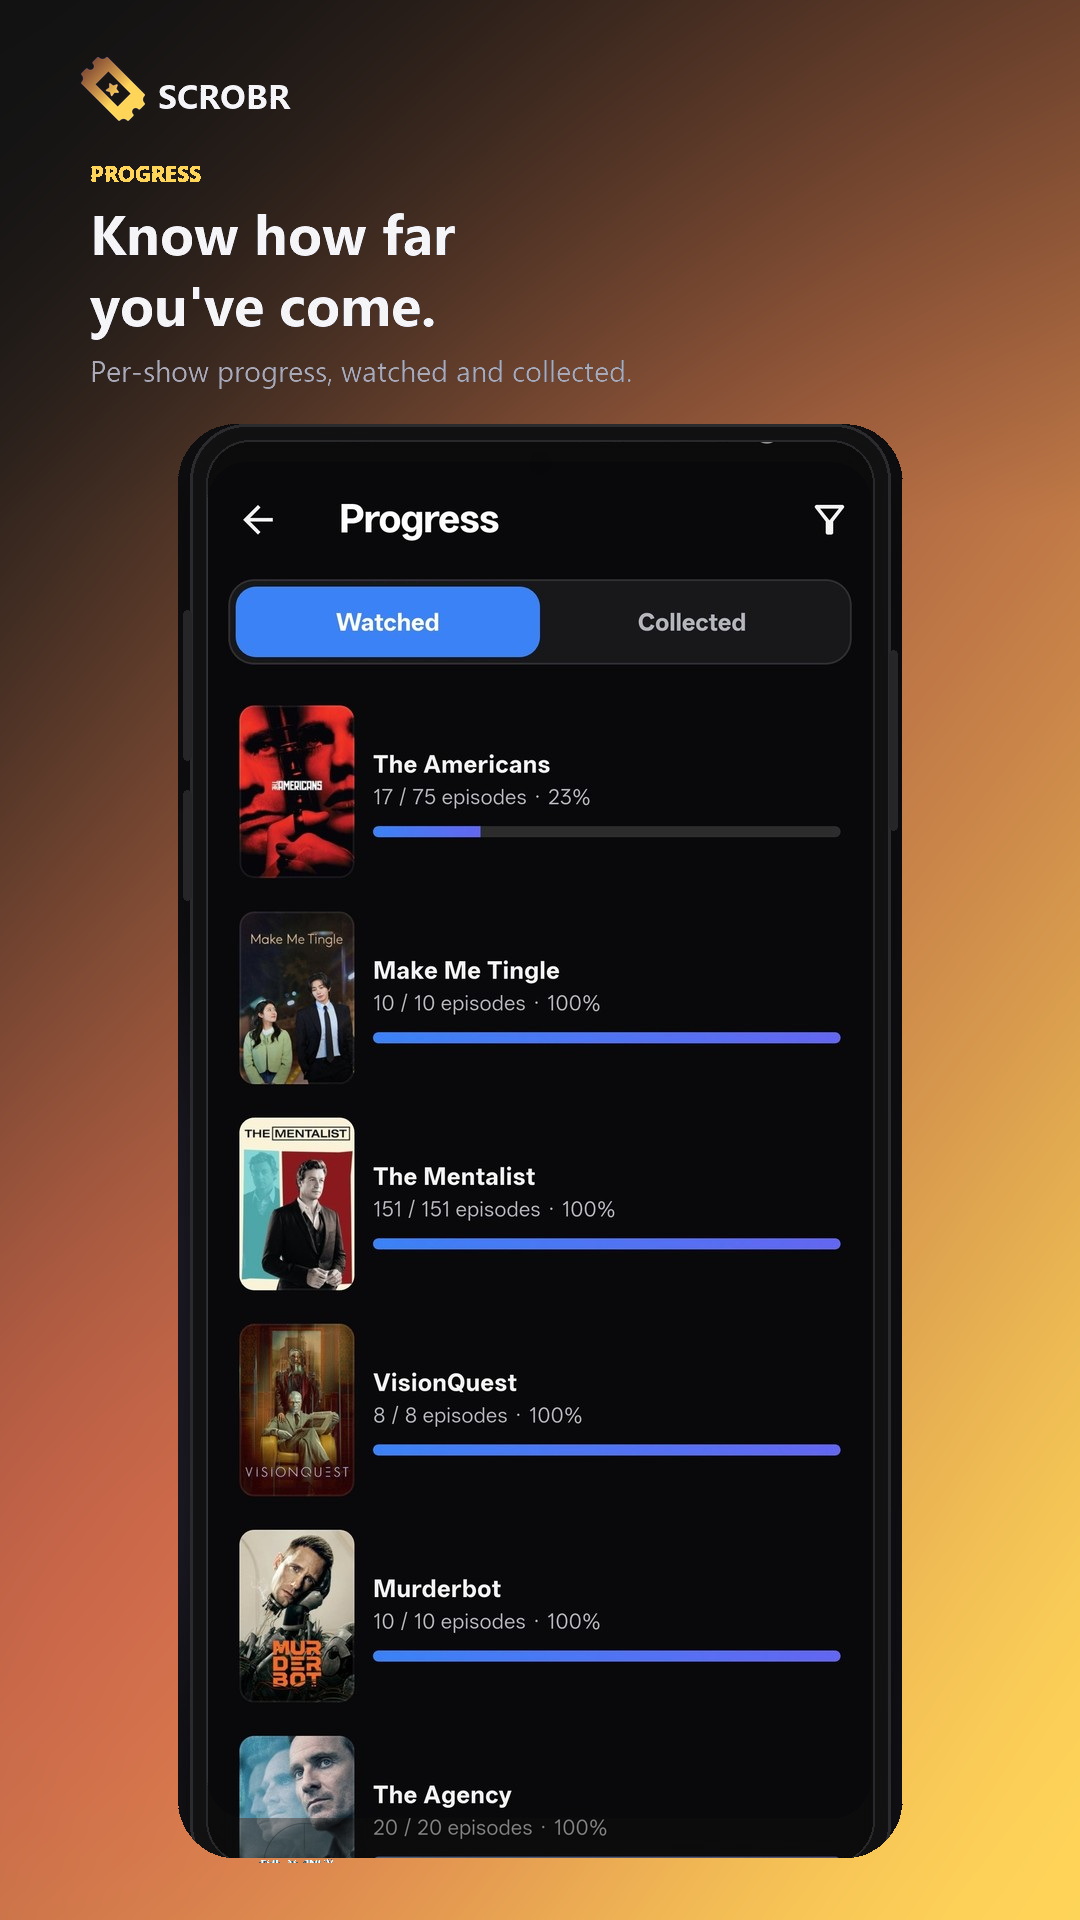 SCROBR
PROGRESS
Know how far
you've come.
Per-show progress, watched and collected.
Progress
Watched
Collected
THE AMERICANS
The Americans
17 / 75 episodes · 23%
Make Me Tingle
Make Me Tingle
10 / 10 episodes · 100%
THE MENTALIST
The Mentalist
151 / 151 episodes · 100%
VISIONQUEST
VisionQuest
8 / 8 episodes · 100%
MUR
DER
BOT
Murderbot
10 / 10 episodes · 100%
The Agency
20 / 20 episodes · 100%